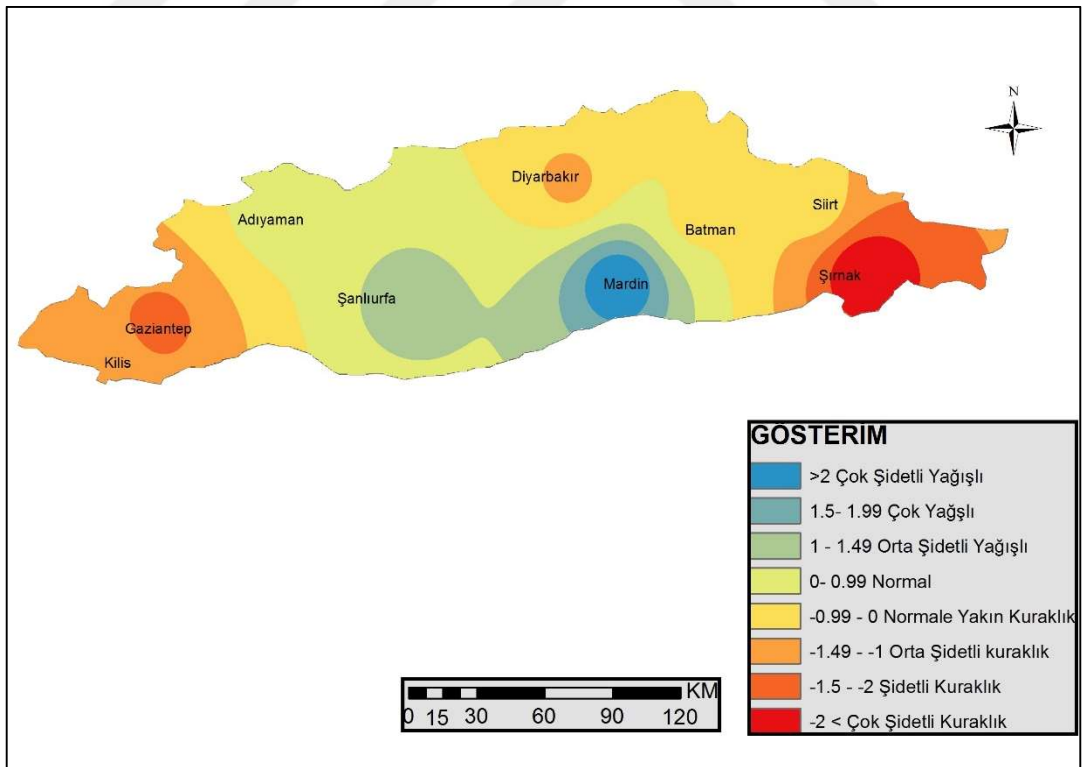 N
Diyarbakır
Siirt
Adıyaman
Batman
Mardin
Şırnak
Şanlıurfa
Gaziantep
Kilis
GÖSTERİM
>2 Çok Şidetli Yağışlı
1.5- 1.99 Çok Yağşlı
1 - 1.49 Orta Şidetli Yağışlı
0- 0.99 Normal
-0.99 - 0 Normale Yakın Kuraklık
-1.49 - -1 Orta Şidetli kuraklık
-1.5 - -2 Şidetli Kuraklık
-2 < Çok Şidetli Kuraklık
KM
0 15 30 60 90 120